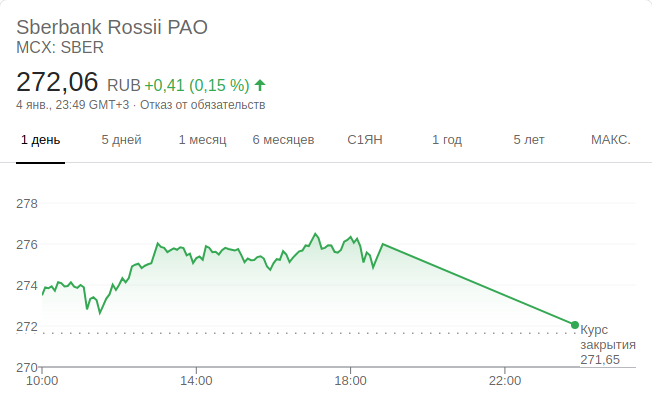 Sberbank Rossii PAO
MCX: SBER
272,06 RUB +0,41 (0,15 %)
4 янв., 23:49 GMT+3 · Отказ от обязательств
1 день 5 дней 1 месяц 6 месяцев С1ЯН 1 год 5 лет МАКС.
278
276
274
272
Курс
закрытия
271,65
270
10:00 14:00 18:00 22:00